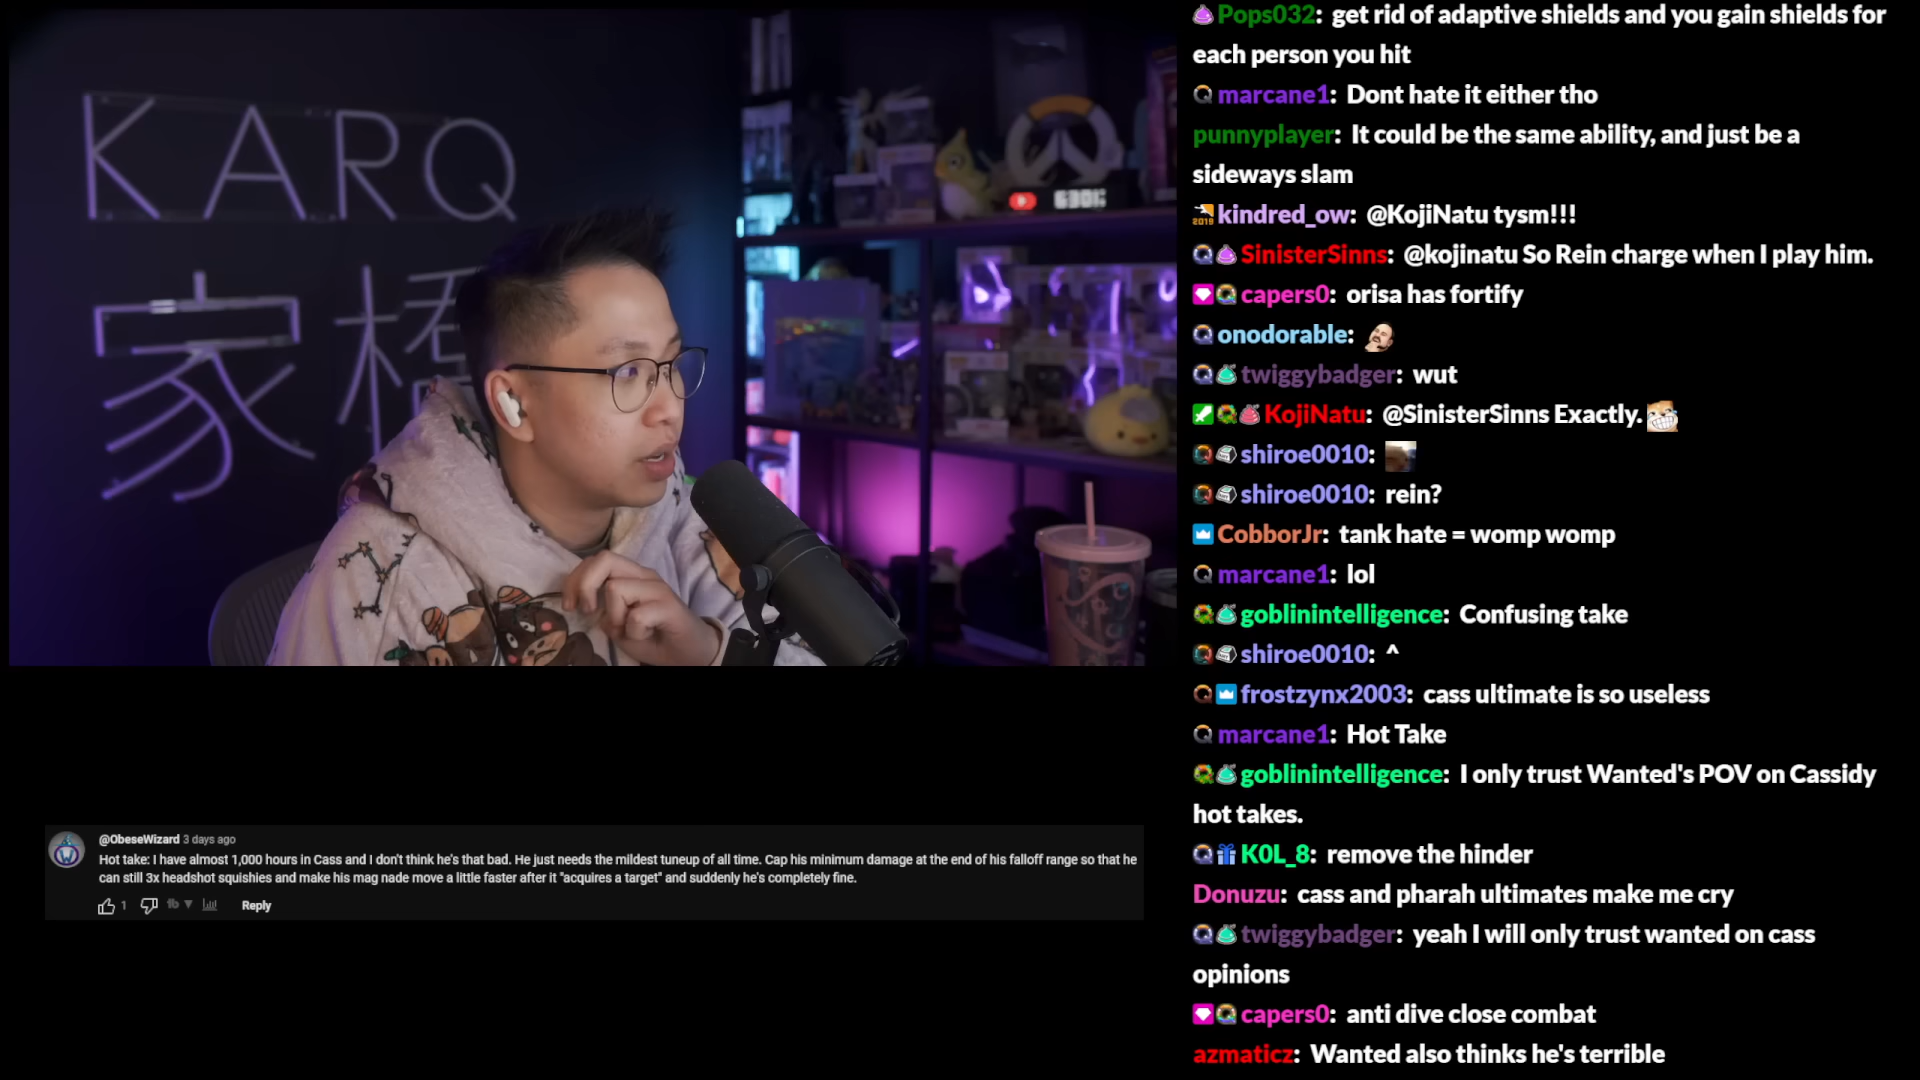 KARQ
家橋
Pops032: get rid of adaptive shields and you gain shields for
each person you hit
marcane1: Dont hate it either tho
punnyplayer: It could be the same ability, and just be a
sideways slam
2019 kindred_ow: @KojiNatu tysm!!!
SinisterSinns: @kojinatu So Rein charge when I play him.
capers0: orisa has fortify
onodorable:
twiggybadger: wut
KojiNatu: @SinisterSinns Exactly.
shiroe0010:
shiroe0010: rein?
CobborJr: tank hate = womp womp
marcane1: lol
goblinintelligence: Confusing take
shiroe0010: ^
frostzynx2003: cass ultimate is so useless
marcane1: Hot Take
goblinintelligence: I only trust Wanted's POV on Cassidy
hot takes.
K0L_8: remove the hinder
Donuzu: cass and pharah ultimates make me cry
twiggybadger: yeah I will only trust wanted on cass
opinions
capers0: anti dive close combat
azmaticz: Wanted also thinks he's terrible
@ObeseWizard 3 days ago
Hot take: I have almost 1,000 hours in Cass and I don't think he's that bad. He just needs the mildest tuneup of all time. Cap his minimum damage at the end of his falloff range so that he
can still 3x headshot squishies and make his mag nade move a little faster after it "acquires a target" and suddenly he's completely fine.
1 Reply